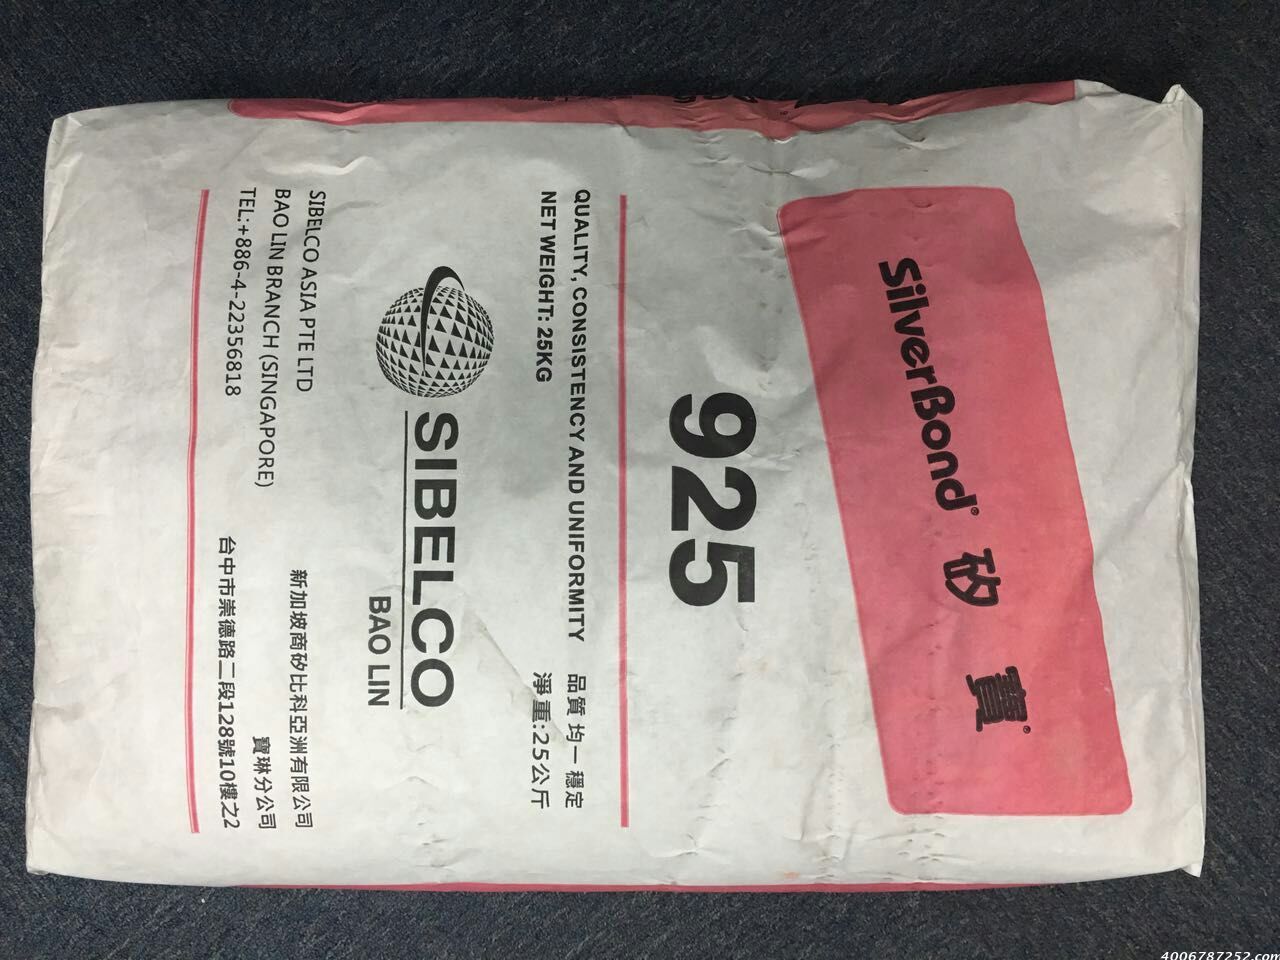 SilverBond® 矽寶®
925
QUALITY, CONSISTENCY AND UNIFORMITY 品質 均一 穩定
NET WEIGHT: 25KG 淨重:25公斤
SIBELCO
BAO LIN
SIBELCO ASIA PTE LTD 新加坡商矽比科亞洲有限公司
BAO LIN BRANCH (SINGAPORE) 寶琳分公司
TEL:+886-4-22356818 台中市崇德路二段128號10樓之2
4006787252.com